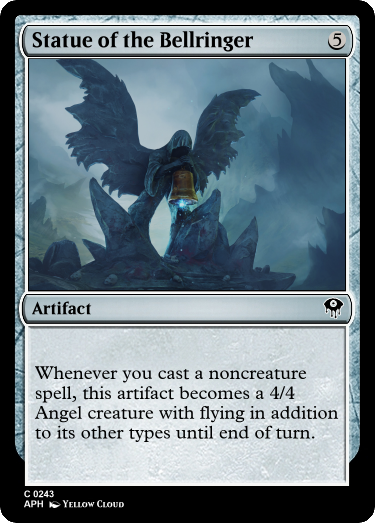 Statue of the Bellringer 5
Artifact
Whenever you cast a noncreature
spell, this artifact becomes a 4/4
Angel creature with flying in addition
to its other types until end of turn.
C 0243
APH Yellow Cloud